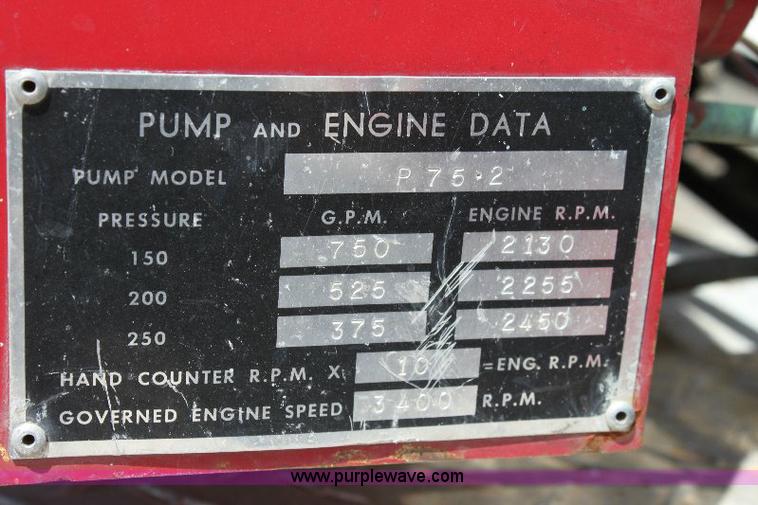 PUMP AND ENGINE DATA
PUMP MODEL P 75-2
PRESSURE G.P.M. ENGINE R.P.M.
150 750 2130
200 525 2255
250 375 2450
HAND COUNTER R.P.M. X 10 = ENG. R.P.M.
GOVERNED ENGINE SPEED 3400 R.P.M.
www.purplewave.com